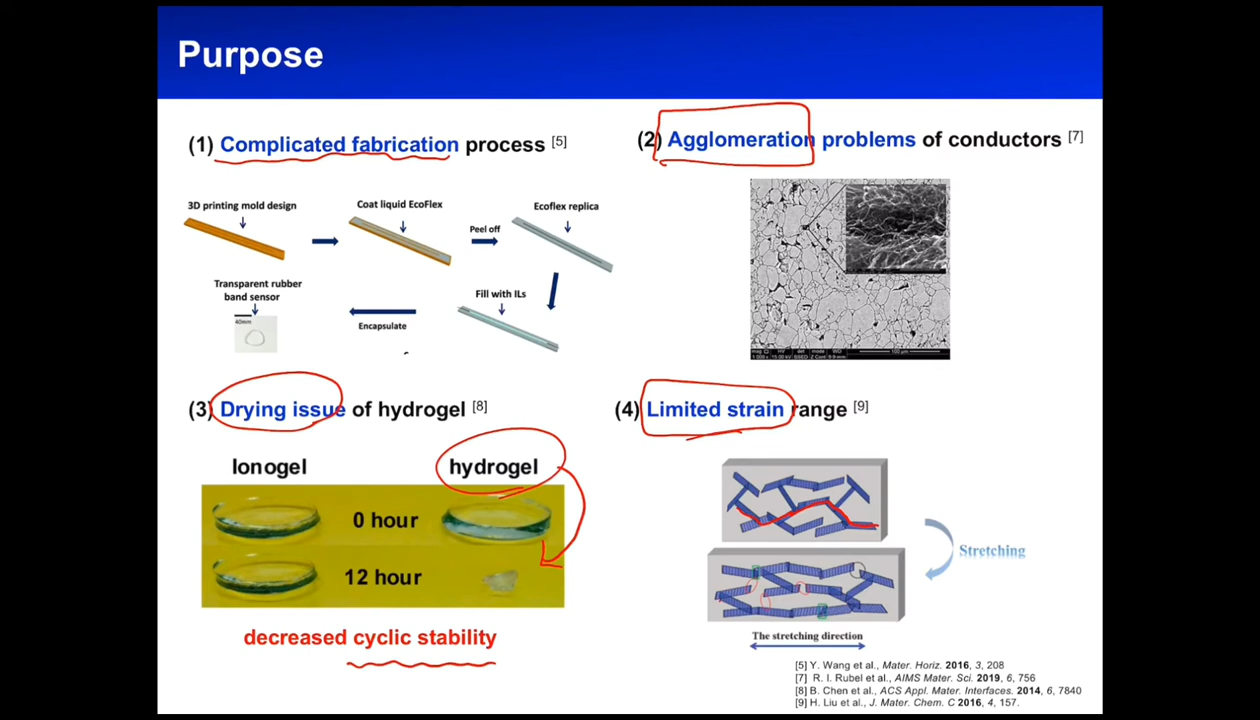 Purpose
(1) Complicated fabrication process [5]
3D printing mold design
Coat liquid EcoFlex
Ecoflex replica
Peel off
Transparent rubber
band sensor
40mm
Fill with ILs
Encapsulate
(2) Agglomeration problems of conductors [7]
100 µm
(3) Drying issue of hydrogel [8]
Ionogel
hydrogel
0 hour
12 hour
decreased cyclic stability
(4) Limited strain range [9]
Stretching
The stretching direction
[5] Y. Wang et al., Mater. Horiz. 2016, 3, 208
[7] R. I. Rubel et al., AIMS Mater. Sci. 2019, 6, 756
[8] B. Chen et al., ACS Appl. Mater. Interfaces. 2014, 6, 7840
[9] H. Liu et al., J. Mater. Chem. C 2016, 4, 157.